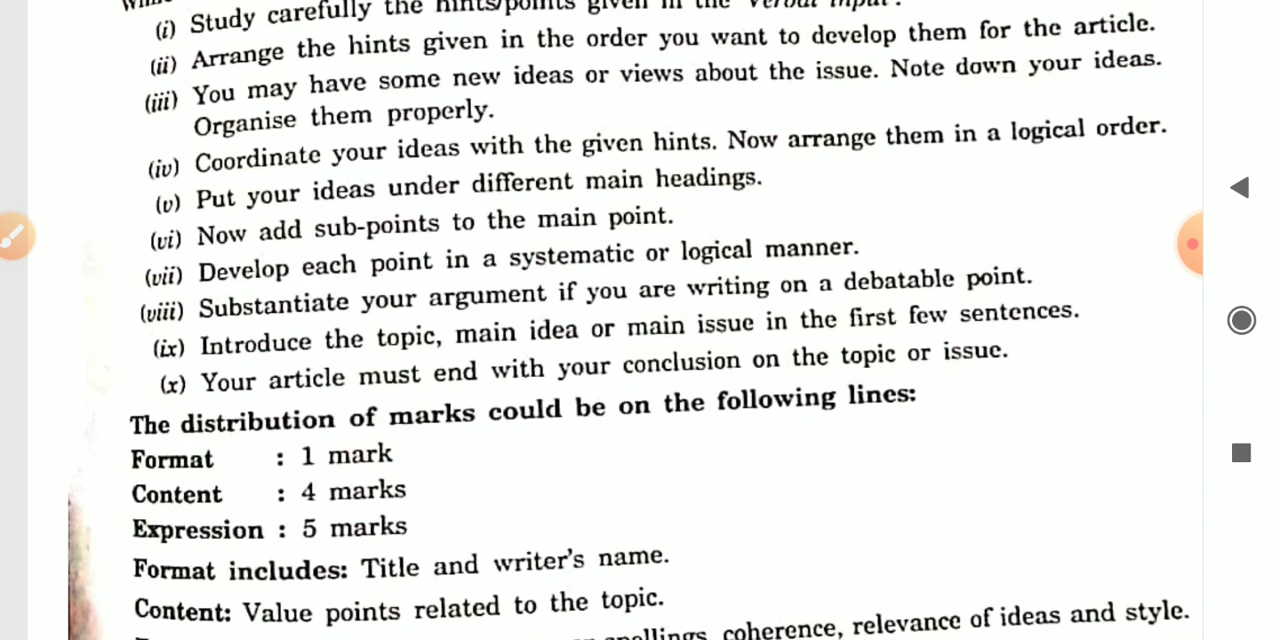 (i) Study carefully the hints/points given in the verbal input.
(ii) Arrange the hints given in the order you want to develop them for the article.
(iii) You may have some new ideas or views about the issue. Note down your ideas.
Organise them properly.
(iv) Coordinate your ideas with the given hints. Now arrange them in a logical order.
(v) Put your ideas under different main headings.
(vi) Now add sub-points to the main point.
(vii) Develop each point in a systematic or logical manner.
(viii) Substantiate your argument if you are writing on a debatable point.
(ix) Introduce the topic, main idea or main issue in the first few sentences.
(x) Your article must end with your conclusion on the topic or issue.
The distribution of marks could be on the following lines:
Format : 1 mark
Content : 4 marks
Expression : 5 marks
Format includes: Title and writer's name.
Content: Value points related to the topic.
spellings, coherence, relevance of ideas and style.